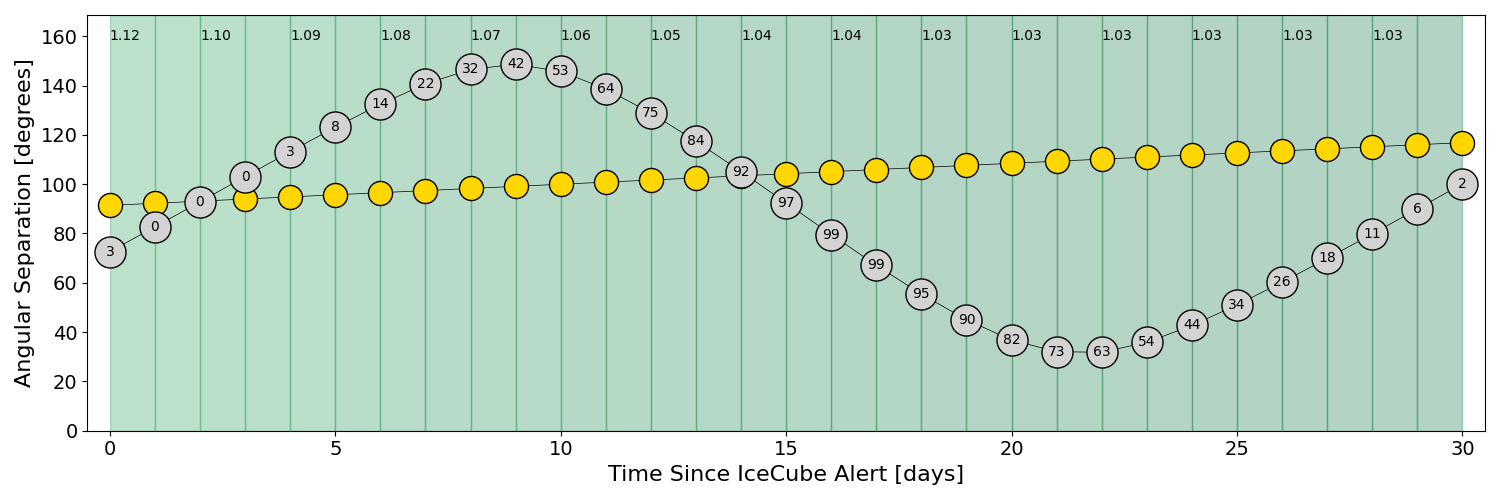 Angular Separation [degrees]
160
140
120
100
80
60
40
20
0
1.12 1.10 1.09 1.08 1.07 1.06 1.05 1.04 1.04 1.03 1.03 1.03 1.03 1.03 1.03
3 0 0 0 3 8 14 22 32 42 53 64 75 84 92 97 99 99 95 90 82 73 63 54 44 34 26 18 11 6 2
0 5 10 15 20 25 30
Time Since IceCube Alert [days]